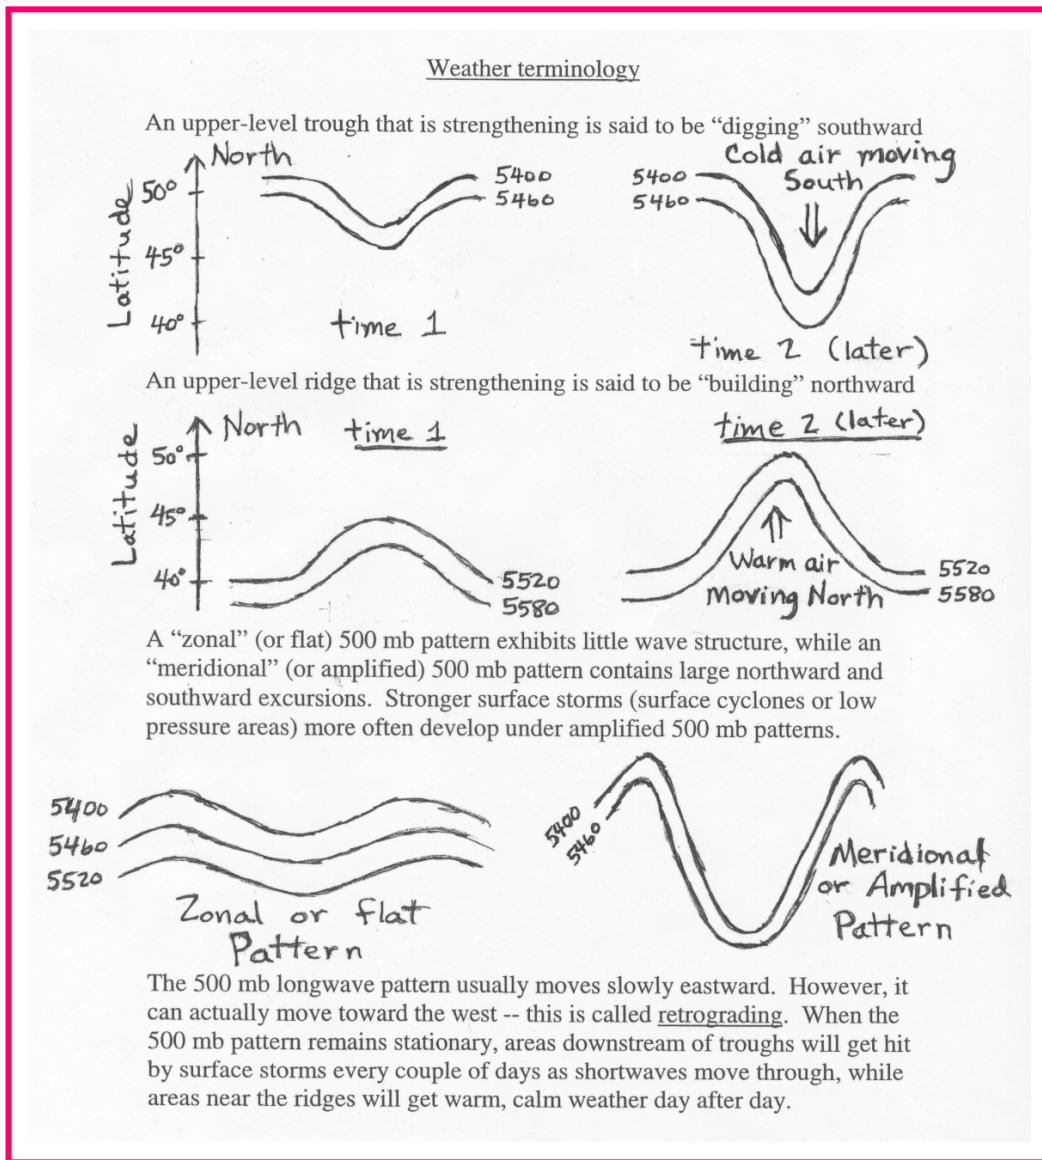 Weather terminology
An upper-level trough that is strengthening is said to be “digging” southward
North
Latitude
50°
45°
40°
5400
5460
time 1
Cold air moving
South
5400
5460
time 2 (later)
An upper-level ridge that is strengthening is said to be “building” northward
North
Latitude
50°
45°
40°
time 1
5520
5580
time 2 (later)
Warm air
moving North
5520
5580
A “zonal” (or flat) 500 mb pattern exhibits little wave structure, while an
“meridional” (or amplified) 500 mb pattern contains large northward and
southward excursions.  Stronger surface storms (surface cyclones or low
pressure areas) more often develop under amplified 500 mb patterns.
5400
5460
5520
Zonal or flat
Pattern
5400
5460
Meridional
or Amplified
Pattern
The 500 mb longwave pattern usually moves slowly eastward.  However, it
can actually move toward the west -- this is called retrograding.  When the
500 mb pattern remains stationary, areas downstream of troughs will get hit
by surface storms every couple of days as shortwaves move through, while
areas near the ridges will get warm, calm weather day after day.